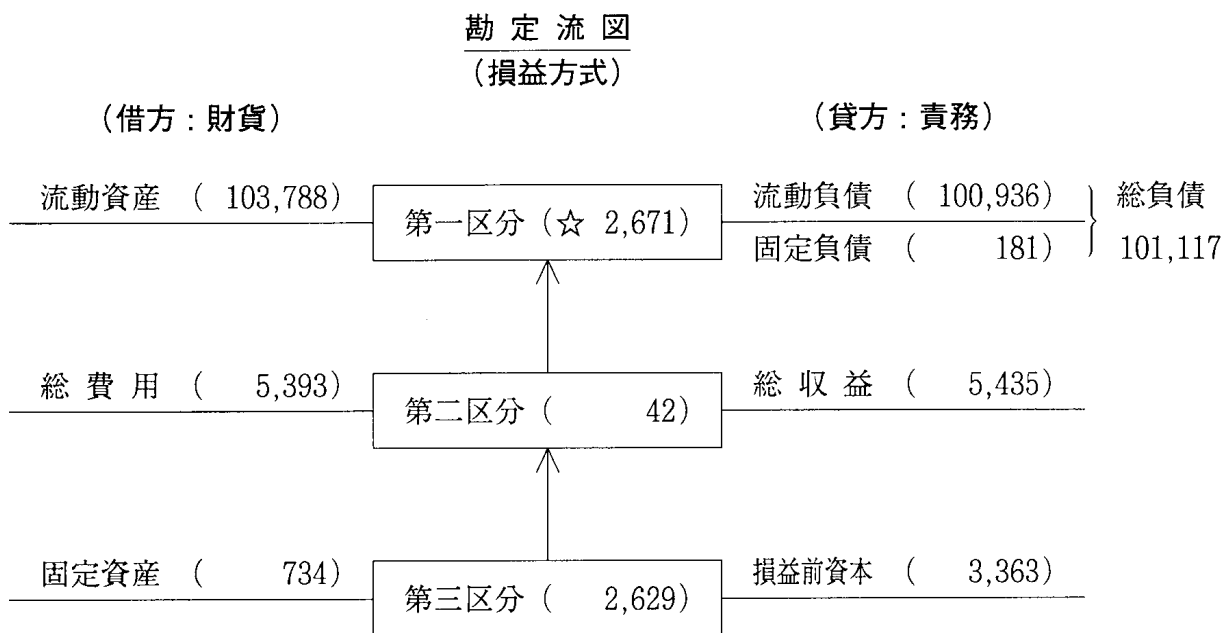 勘定流図
(損益方式)
(借方:財貨) (貸方:責務)
流動資産 ( 103,788) 第一区分 (☆ 2,671) 流動負債 ( 100,936) 総負債
固定負債 ( 181) 101,117
総費用 ( 5,393) 第二区分 ( 42) 総収益 ( 5,435)
固定資産 ( 734) 第三区分 ( 2,629) 損益前資本 ( 3,363)